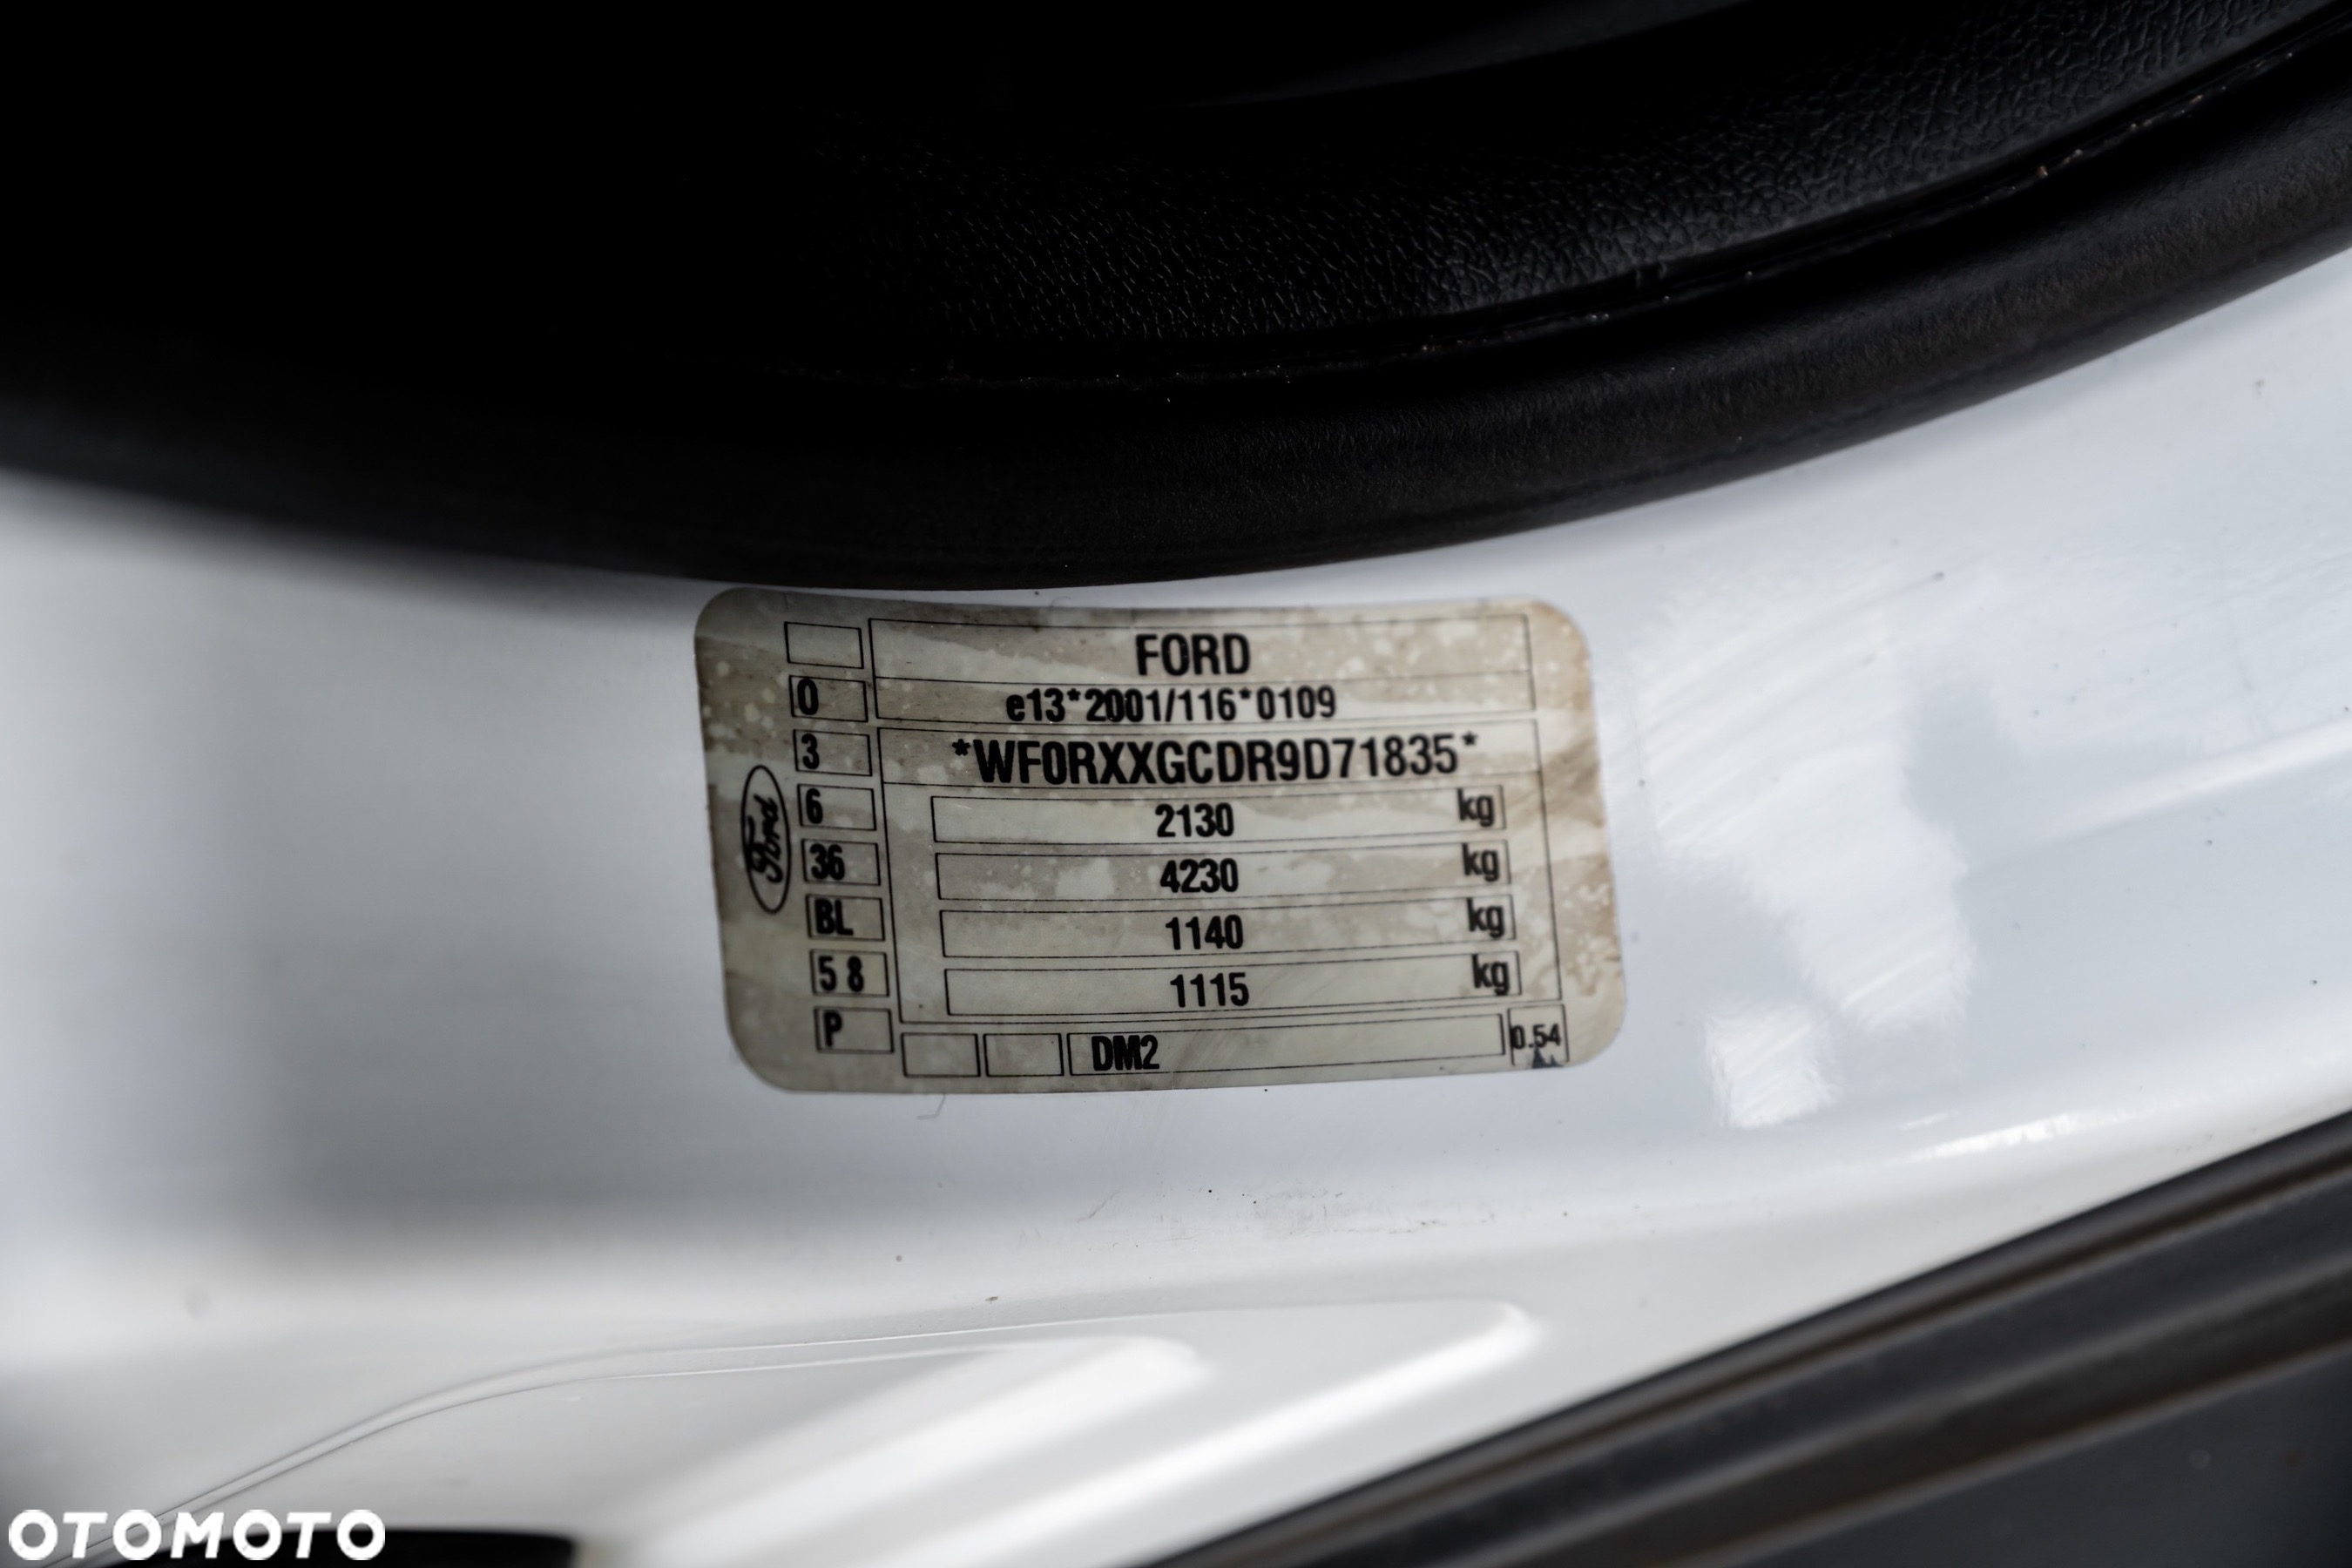 FORD
0 e13*2001/116*0109
3 *WF0RXXGCDR9D71835*
6 2130 kg
36 4230 kg
BL 1140 kg
5 8 1115 kg
P DM2 0.54
Ford
OTOMOTO